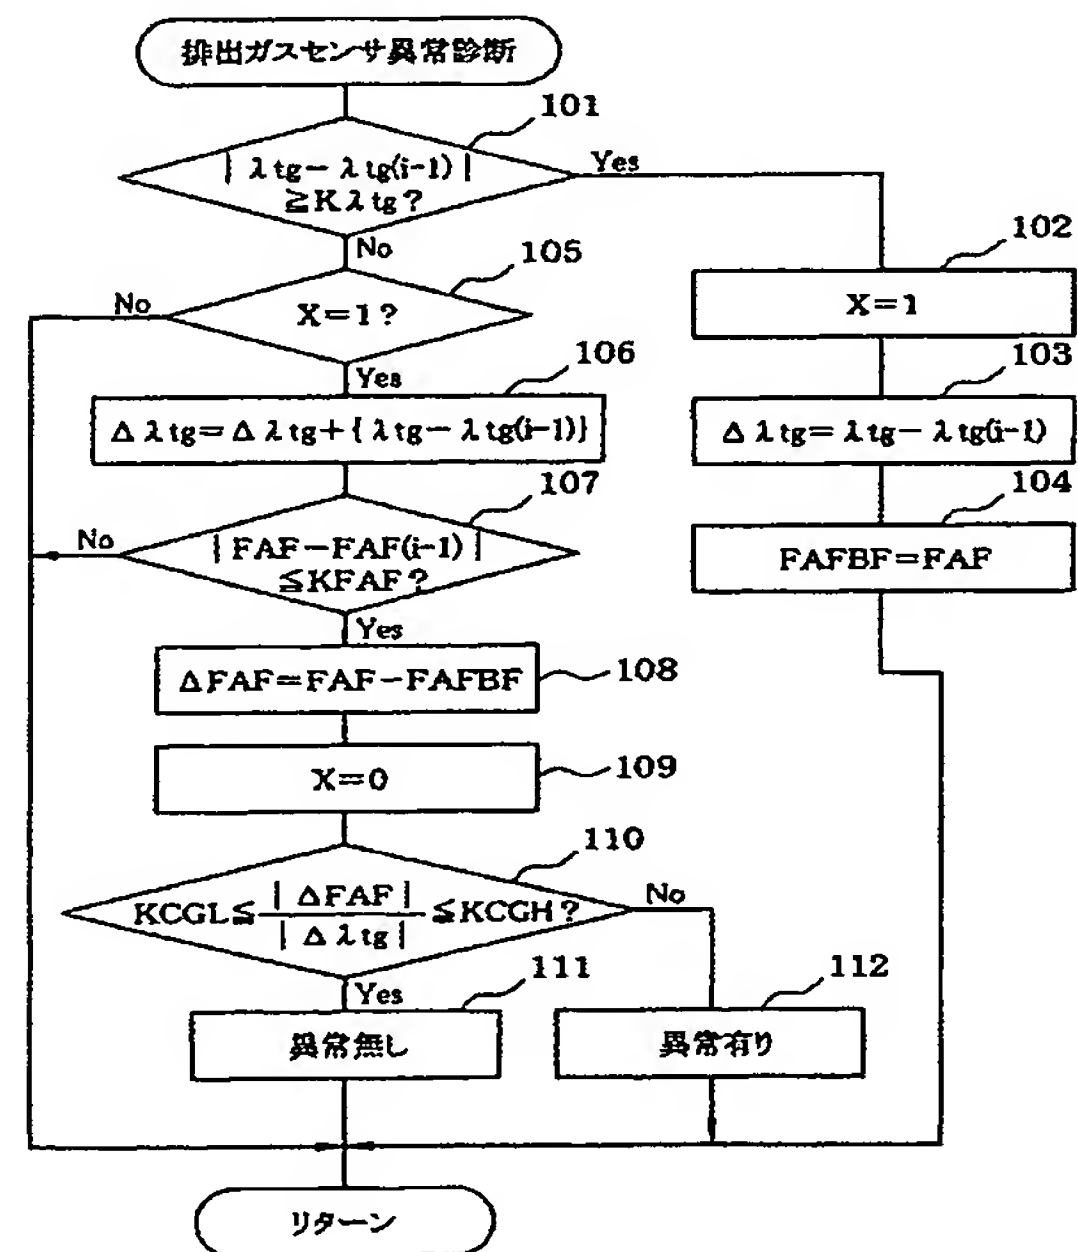 排出ガスセンサ異常診断
101
| λtg− λtg(i-1) |
≧Kλtg?
Yes
No
102
X=1
105
X=1?
No
Yes
103
Δλtg=λtg− λtg(i-1)
106
Δλtg=Δλtg+{λtg− λtg(i-1)}
104
FAFBF=FAF
107
| FAF−FAF(i-1) |
≦KFAF?
No
Yes
108
ΔFAF=FAF−FAFBF
109
X=0
110
KCGL≦ | ΔFAF | / | Δλtg | ≦KCGH?
No
Yes
111
異常無し
112
異常有り
リターン